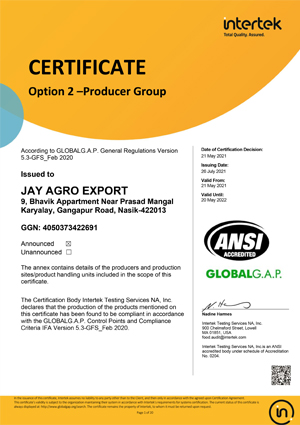 intertek
Total Quality. Assured.
CERTIFICATE
Option 2 –Producer Group
According to GLOBALG.A.P. General Regulations Version
5.3-GFS_Feb 2020
Issued to
JAY AGRO EXPORT
9, Bhavik Appartment Near Prasad Mangal
Karyalay, Gangapur Road, Nasik-422013
GGN: 4050373422691
Announced ☒
Unannounced ☐
The annex contains details of the producers and production
sites/product handling units included in the scope of this
certificate.
The Certification Body Intertek Testing Services NA, Inc.
declares that the production of the products mentioned on
this certificate has been found to be compliant in accordance
with the GLOBALG.A.P. Control Points and Compliance
Criteria IFA Version 5.3-GFS_Feb 2020.
Date of Certification Decision:
21 May 2021
Issuing Date:
26 July 2021
Valid From:
21 May 2021
Valid Until:
20 May 2022
ANSI
ACCREDITED
GLOBALG.A.P.
Nadine Hemoes
Intertek Testing Services NA, Inc.
900 Chelmsford Street, Lowell
MA 01851, USA
food.audit@intertek.com
Intertek Testing Services NA, Inc.is an ANSI
accredited body under schedule of Accreditation
No. 0204
in